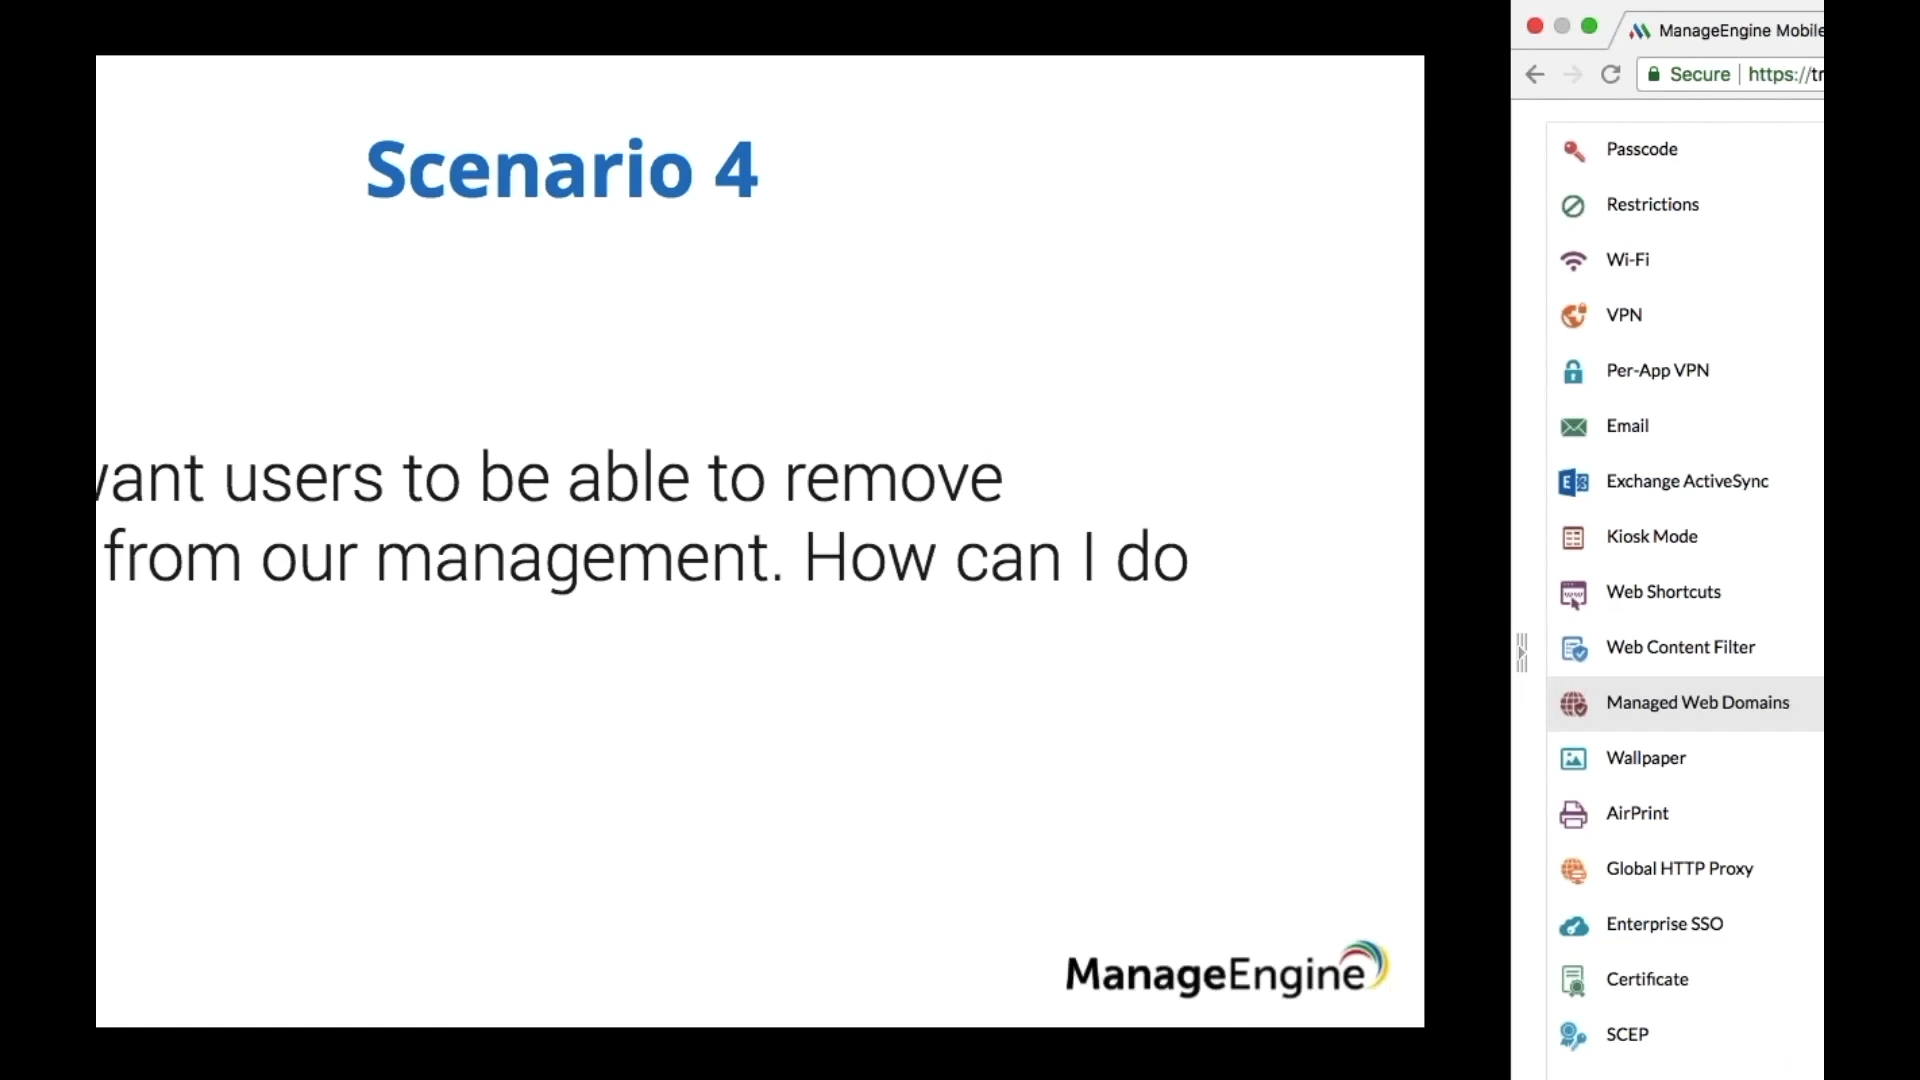 Scenario 4
want users to be able to remove
from our management. How can I do
ManageEngine
ManageEngine Mobile
Secure
https://tr
Passcode
Restrictions
Wi-Fi
VPN
Per-App VPN
Email
Exchange ActiveSync
Kiosk Mode
Web Shortcuts
Web Content Filter
Managed Web Domains
Wallpaper
AirPrint
Global HTTP Proxy
Enterprise SSO
Certificate
SCEP